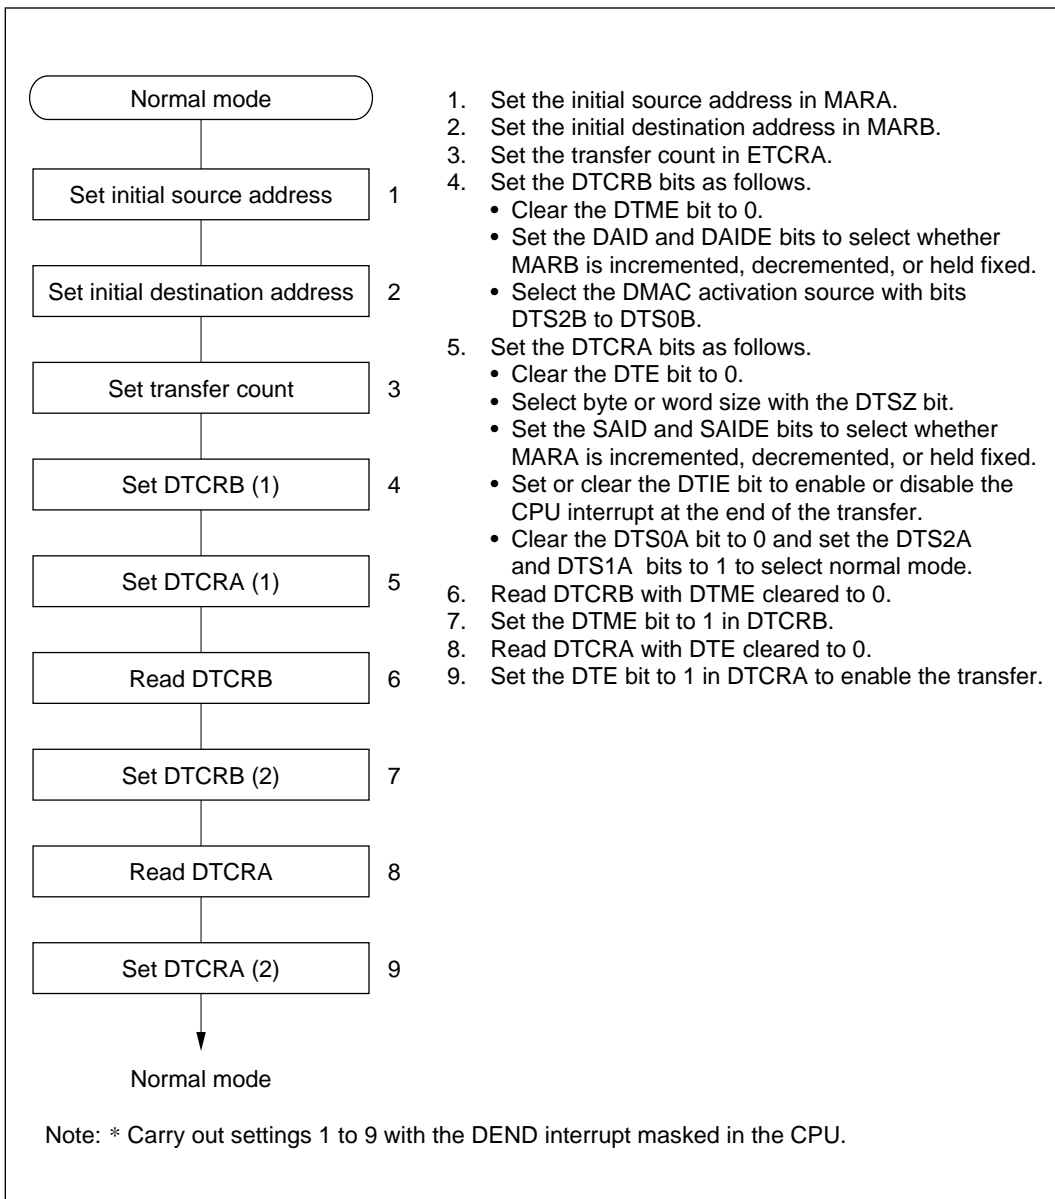 Normal mode
Set initial source address 1
Set initial destination address 2
Set transfer count 3
Set DTCRB (1) 4
Set DTCRA (1) 5
Read DTCRB 6
Set DTCRB (2) 7
Read DTCRA 8
Set DTCRA (2) 9
Normal mode
1. Set the initial source address in MARA.
2. Set the initial destination address in MARB.
3. Set the transfer count in ETCRA.
4. Set the DTCRB bits as follows.
• Clear the DTME bit to 0.
• Set the DAID and DAIDE bits to select whether
MARB is incremented, decremented, or held fixed.
• Select the DMAC activation source with bits
DTS2B to DTS0B.
5. Set the DTCRA bits as follows.
• Clear the DTE bit to 0.
• Select byte or word size with the DTSZ bit.
• Set the SAID and SAIDE bits to select whether
MARA is incremented, decremented, or held fixed.
• Set or clear the DTIE bit to enable or disable the
CPU interrupt at the end of the transfer.
• Clear the DTS0A bit to 0 and set the DTS2A
and DTS1A bits to 1 to select normal mode.
6. Read DTCRB with DTME cleared to 0.
7. Set the DTME bit to 1 in DTCRB.
8. Read DTCRA with DTE cleared to 0.
9. Set the DTE bit to 1 in DTCRA to enable the transfer.
Note: * Carry out settings 1 to 9 with the DEND interrupt masked in the CPU.